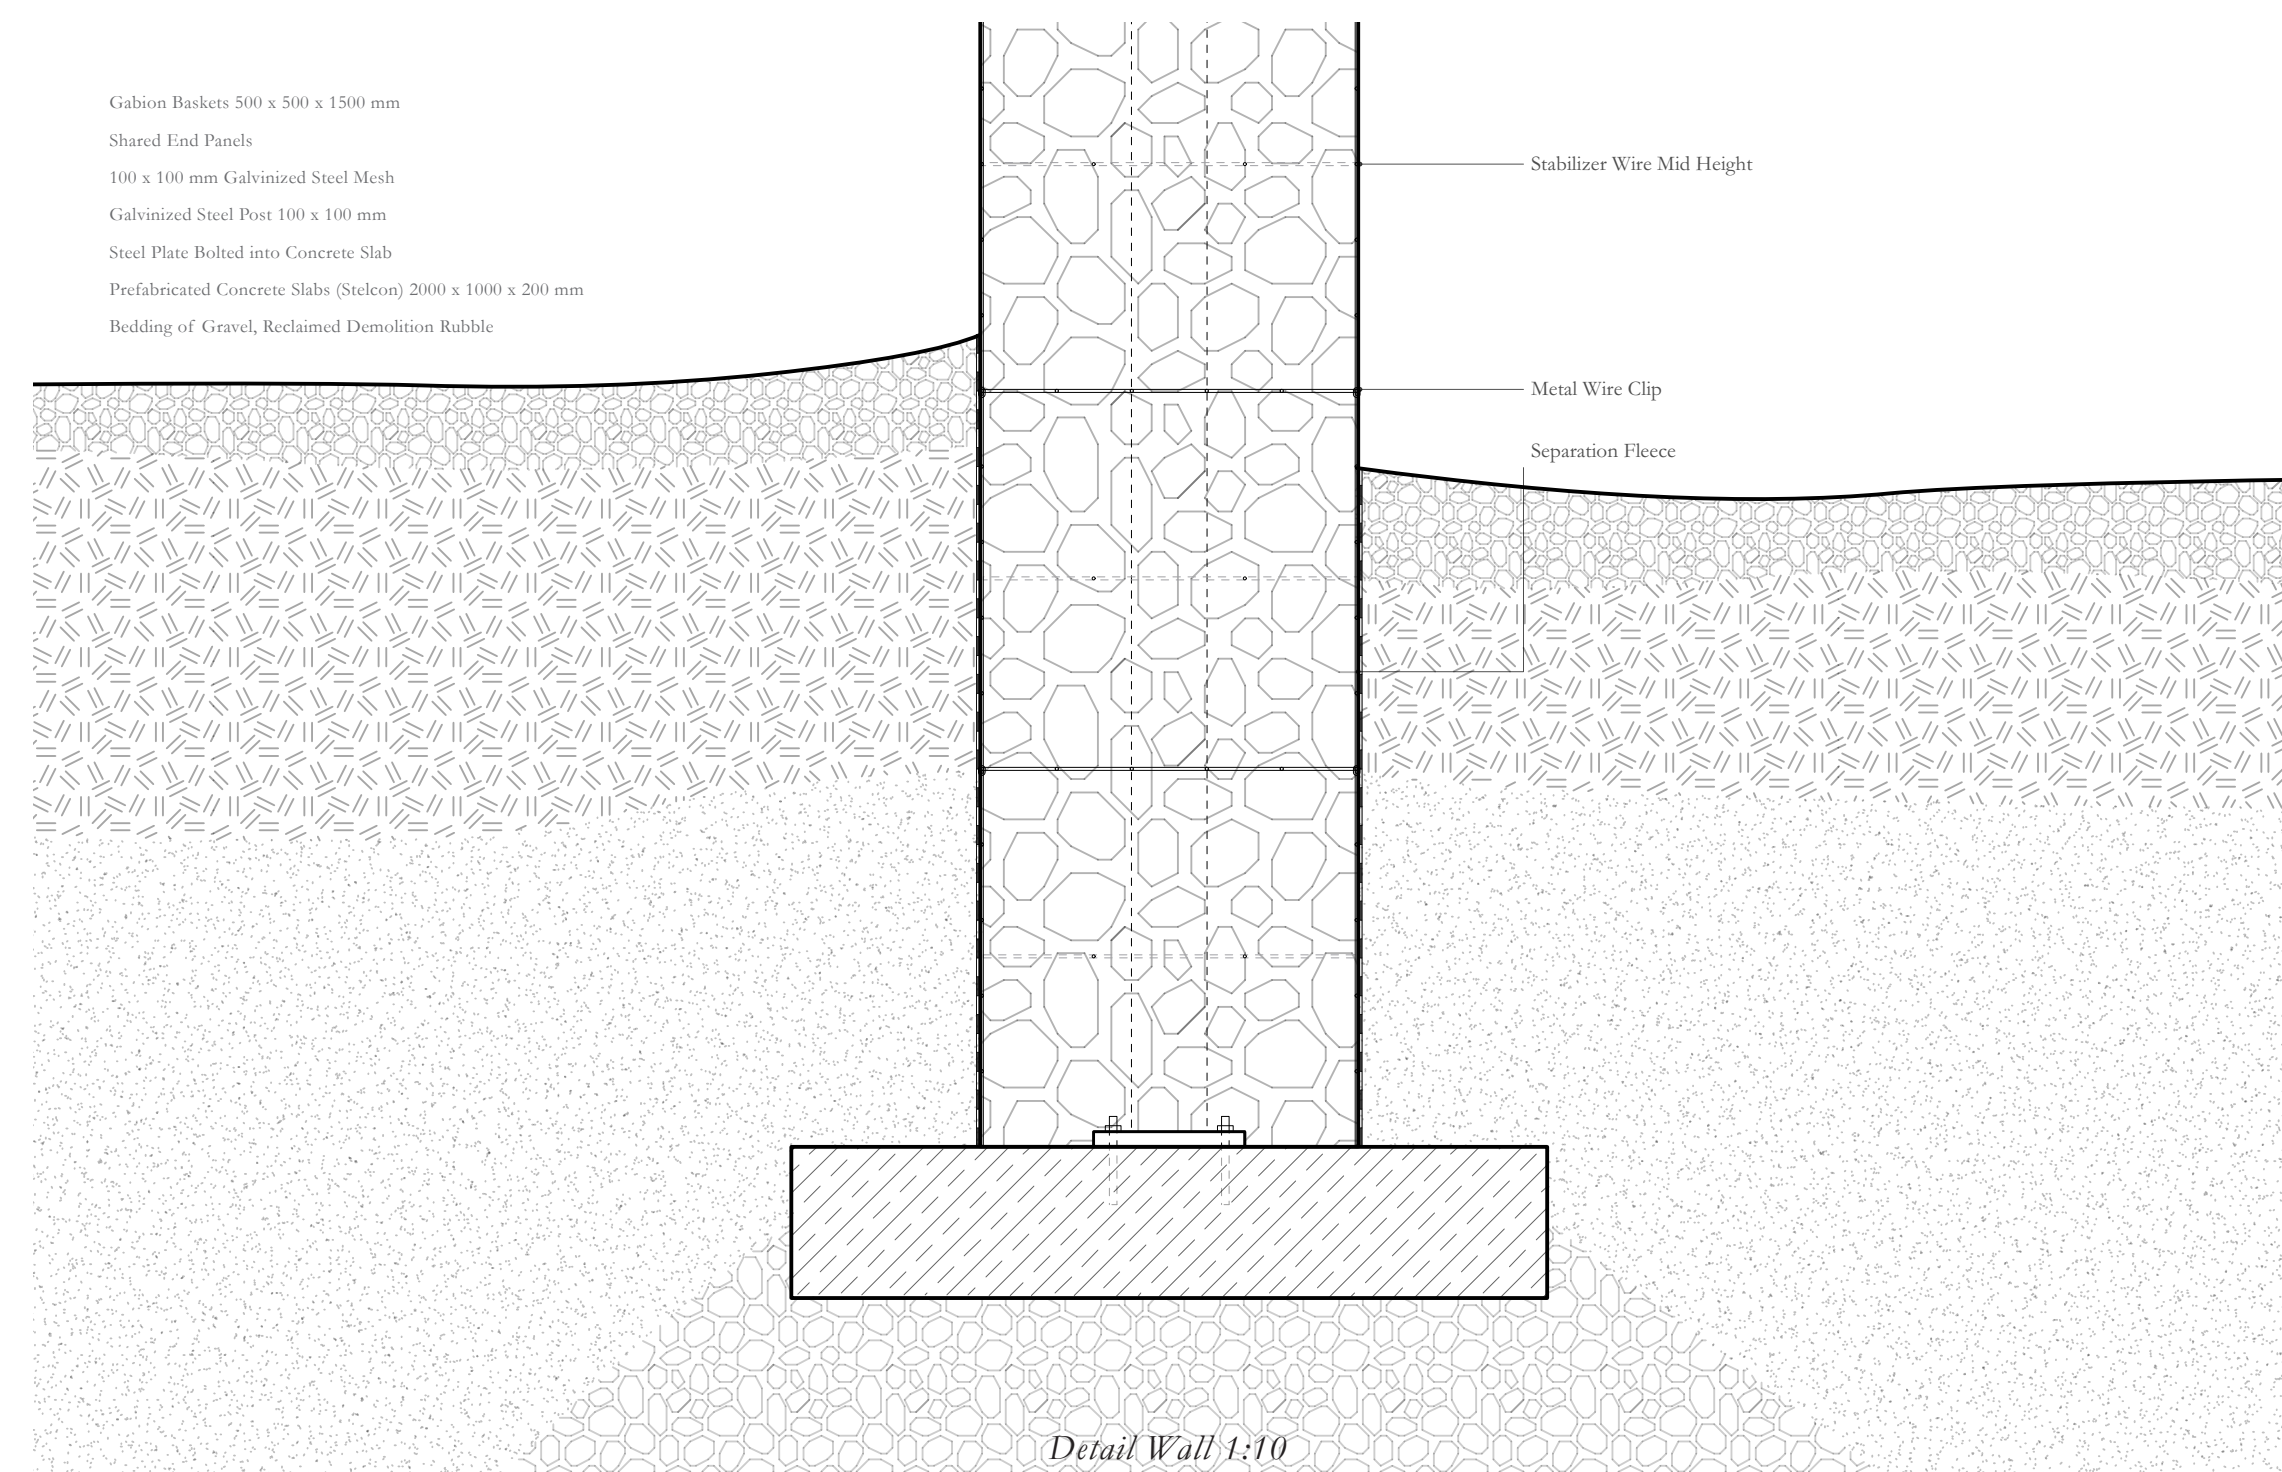 Gabion Baskets 500 x 500 x 1500 mm
Shared End Panels
100 x 100 mm Galvinized Steel Mesh
Galvinized Steel Post 100 x 100 mm
Steel Plate Bolted into Concrete Slab
Prefabricated Concrete Slabs (Stelcon) 2000 x 1000 x 200 mm
Bedding of Gravel, Reclaimed Demolition Rubble
Stabilizer Wire Mid Height
Metal Wire Clip
Separation Fleece
Detail Wall 1:10